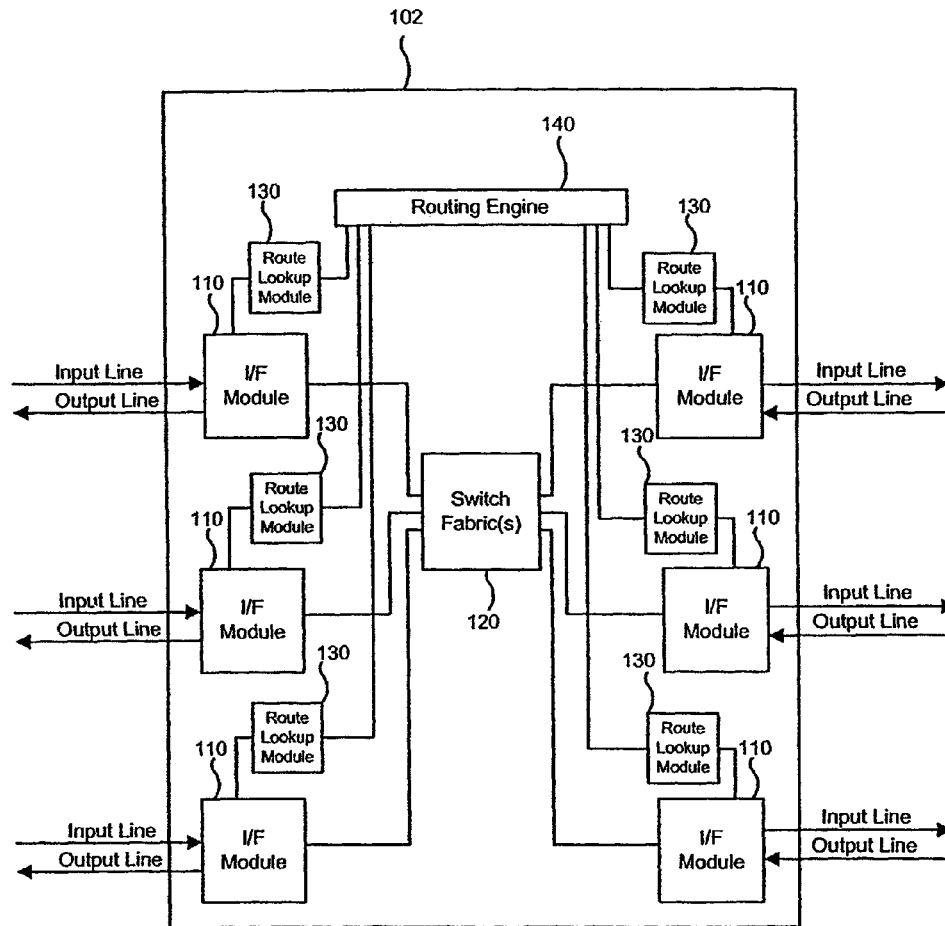 102
140
Routing Engine
130
Route
Lookup
Module
130
Route
Lookup
Module
110
I/F
Module
110
I/F
Module
Input Line
Output Line
Input Line
Output Line
130
Route
Lookup
Module
Switch
Fabric(s)
120
130
Route
Lookup
Module
110
I/F
Module
110
I/F
Module
Input Line
Output Line
Input Line
Output Line
130
Route
Lookup
Module
130
Route
Lookup
Module
110
I/F
Module
110
I/F
Module
Input Line
Output Line
Input Line
Output Line